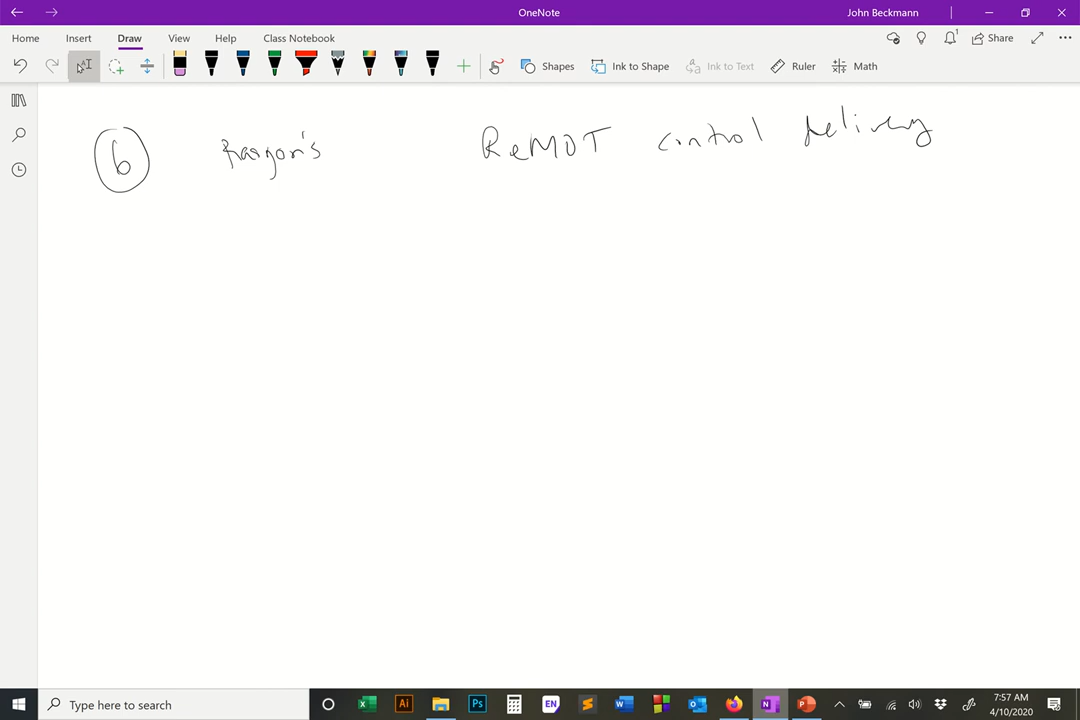 OneNote
John Beckmann
Home Insert Draw View Help Class Notebook
Share
Shapes Ink to Shape Ink to Text Ruler Math
6 ReMOT control delivery
Type here to search
7:57 AM
4/10/2020